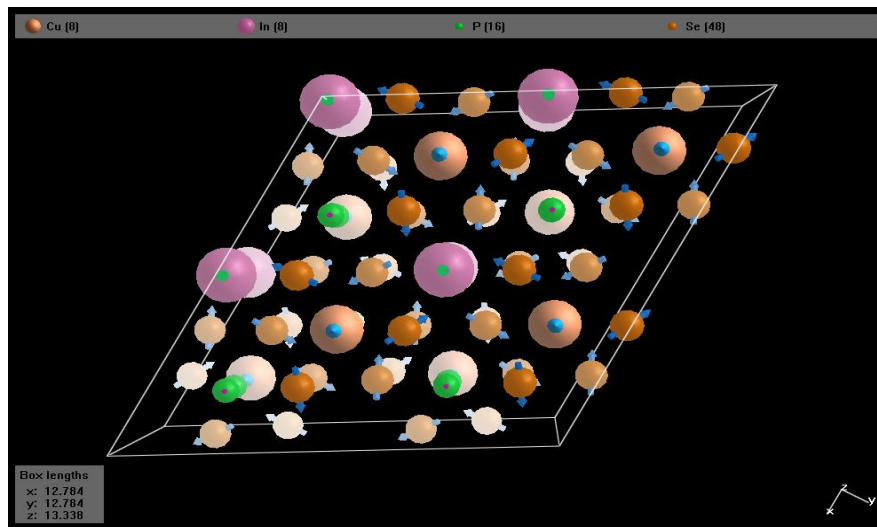 Cu (8) In (8) P (16) Se (48)
Box lengths
x: 12.784
y: 12.784
z: 13.338
z
y
x